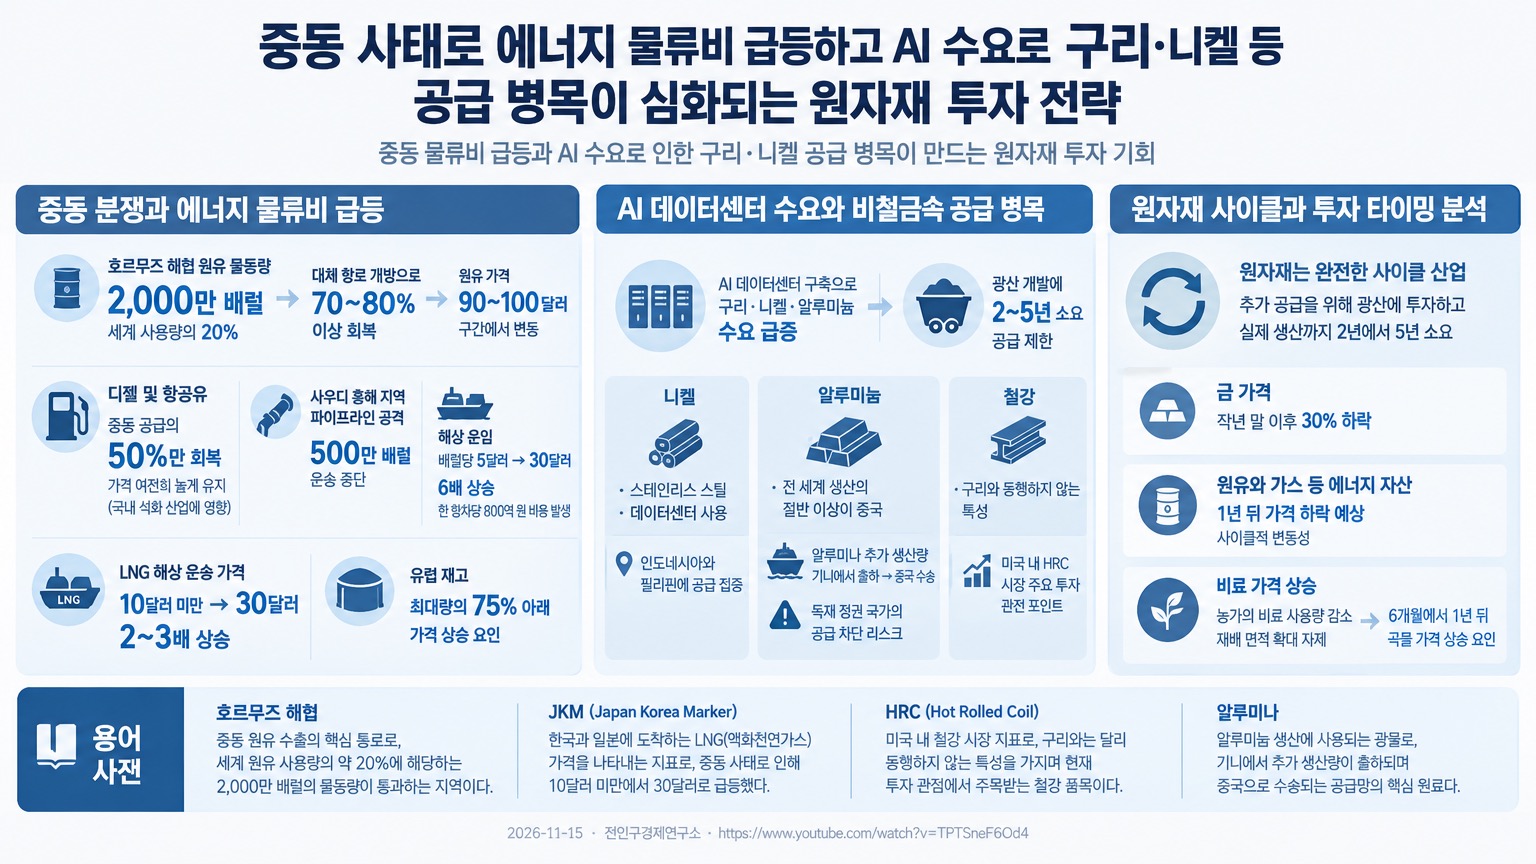 중동 사태로 에너지 물류비 급등하고 AI 수요로 구리·니켈 등
공급 병목이 심화되는 원자재 투자 전략
중동 물류비 급등과 AI 수요로 인한 구리·니켈 공급 병목이 만드는 원자재 투자 기회
중동 분쟁과 에너지 물류비 급등
호르무즈 해협 원유 물동량
2,000만 배럴
세계 사용량의 20%
대체 항로 개방으로
70~80%
이상 회복
원유 가격
90~100달러
구간에서 변동
디젤 및 항공유
중동 공급의
50%만 회복
가격 여전히 높게 유지
(국내 석화 산업에 영향)
사우디 홍해 지역
파이프라인 공격
500만 배럴
운송 중단
해상 운임
배럴당 5달러 → 30달러
6배 상승
한 항차당 800억 원 비용 발생
LNG
LNG 해상 운송 가격
10달러 미만 → 30달러
2~3배 상승
유럽 재고
최대량의 75% 아래
가격 상승 요인
AI 데이터센터 수요와 비철금속 공급 병목
AI 데이터센터 구축으로
구리·니켈·알루미늄
수요 급증
광산 개발에
2~5년 소요
공급 제한
니켈
· 스테인리스 스틸
· 데이터센터 사용
인도네시아와
필리핀에 공급 집중
알루미늄
· 전 세계 생산의
절반 이상이 중국
알루미나 추가 생산량
기니에서 출하 → 중국 수송
독재 정권 국가의
공급 차단 리스크
철강
· 구리와 동행하지 않는
특성
미국 내 HRC
시장 주요 투자
관전 포인트
원자재 사이클과 투자 타이밍 분석
원자재는 완전한 사이클 산업
추가 공급을 위해 광산에 투자하고
실제 생산까지 2년에서 5년 소요
금 가격
작년 말 이후 30% 하락
원유와 가스 등 에너지 자산
1년 뒤 가격 하락 예상
사이클적 변동성
비료 가격 상승
농가의 비료 사용량 감소
재배 면적 확대 자제
6개월에서 1년 뒤
곡물 가격 상승 요인
용어
사전
호르무즈 해협
중동 원유 수출의 핵심 통로로,
세계 원유 사용량의 약 20%에 해당하는
2,000만 배럴의 물동량이 통과하는 지역이다.
JKM (Japan Korea Marker)
한국과 일본에 도착하는 LNG(액화천연가스)
가격을 나타내는 지표로, 중동 사태로 인해
10달러 미만에서 30달러로 급등했다.
HRC (Hot Rolled Coil)
미국 내 철강 시장 지표로, 구리와는 달리
동행하지 않는 특성을 가지며 현재
투자 관점에서 주목받는 철강 품목이다.
알루미나
알루미늄 생산에 사용되는 광물로,
기니에서 추가 생산량이 출하되며
중국으로 수송되는 공급망의 핵심 원료다.
2026-11-15 · 전인구경제연구소 · https://www.youtube.com/watch?v=TPTSneF6Od4